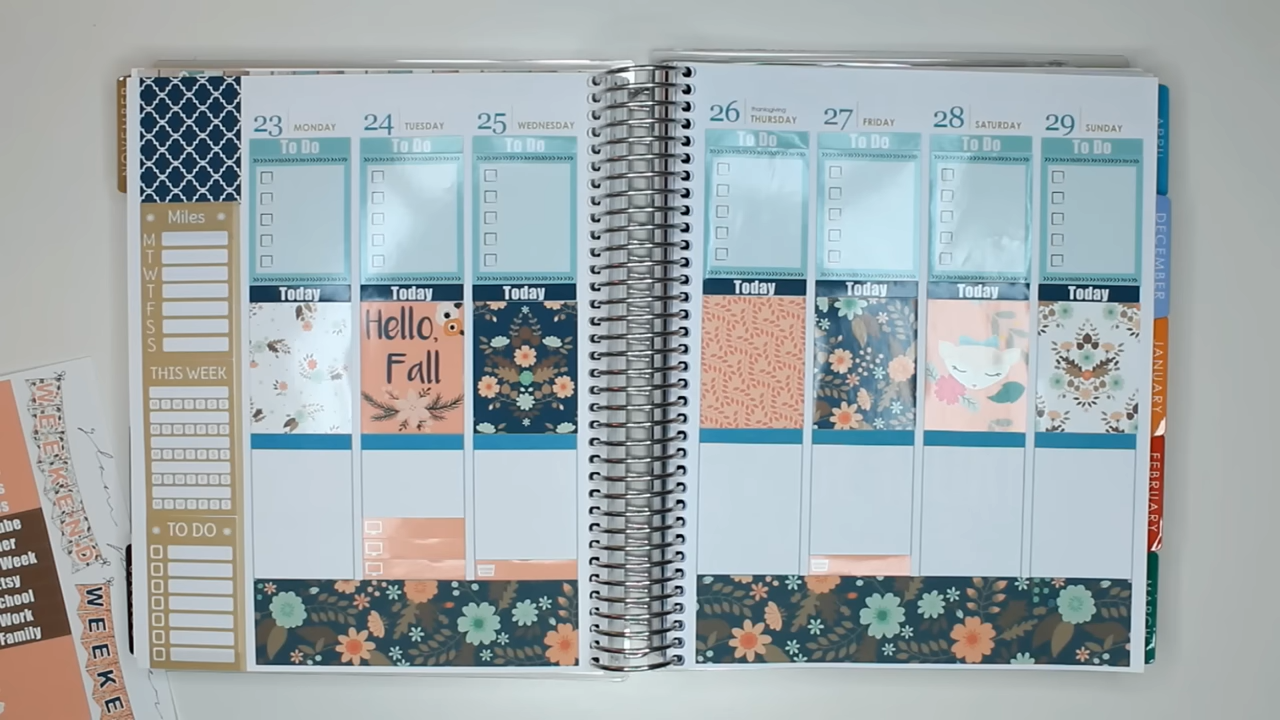 NOVEMBER
23 MONDAY
24 TUESDAY
25 WEDNESDAY
26 thanksgiving THURSDAY
27 FRIDAY
28 SATURDAY
29 SUNDAY
To Do To Do To Do To Do To Do To Do To Do
Today Today Today Today Today Today Today
Hello,
Fall
Miles
M
T
W
T
F
S
S
THIS WEEK
M T W T F S S
M T W T F S S
M T W T F S S
M T W T F S S
M T W T F S S
TO DO
APRIL
DECEMBER
JANUARY
FEBRUARY
MARCH
WEEKEND
WEEKE
Week
Work
Family